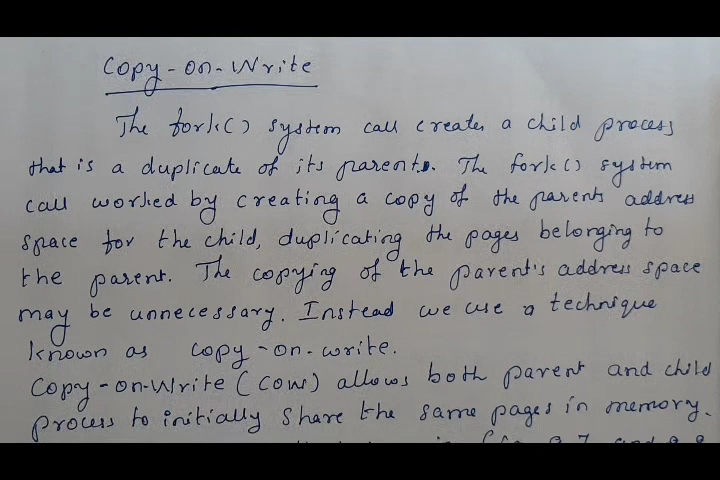 Copy-on-Write
The fork() system call creates a child process
that is a duplicate of its parents. The fork() system
call worked by creating a copy of the parents address
space for the child, duplicating the pages belonging to
the parent. The copying of the parent's address space
may be unnecessary. Instead we use a technique
known as copy-on-write.
Copy-on-Write (COW) allows both parent and child
process to initially share the same pages in memory.